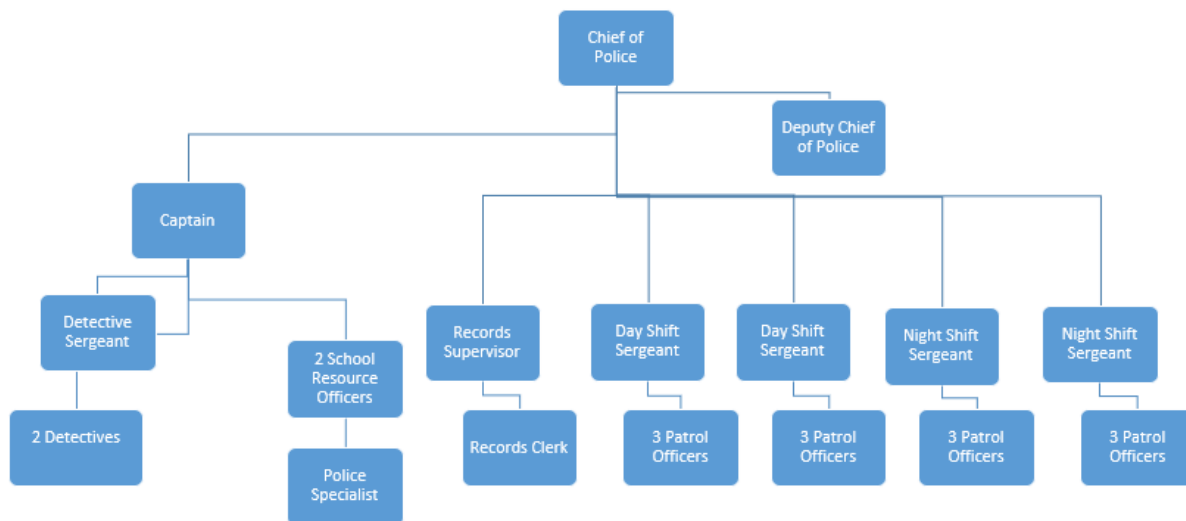 Chief of
Police
Deputy Chief
of Police
Captain
Detective
Sergeant
2 School
Resource
Officers
Records
Supervisor
Day Shift
Sergeant
Day Shift
Sergeant
Night Shift
Sergeant
Night Shift
Sergeant
2 Detectives
Police
Specialist
Records Clerk
3 Patrol
Officers
3 Patrol
Officers
3 Patrol
Officers
3 Patrol
Officers